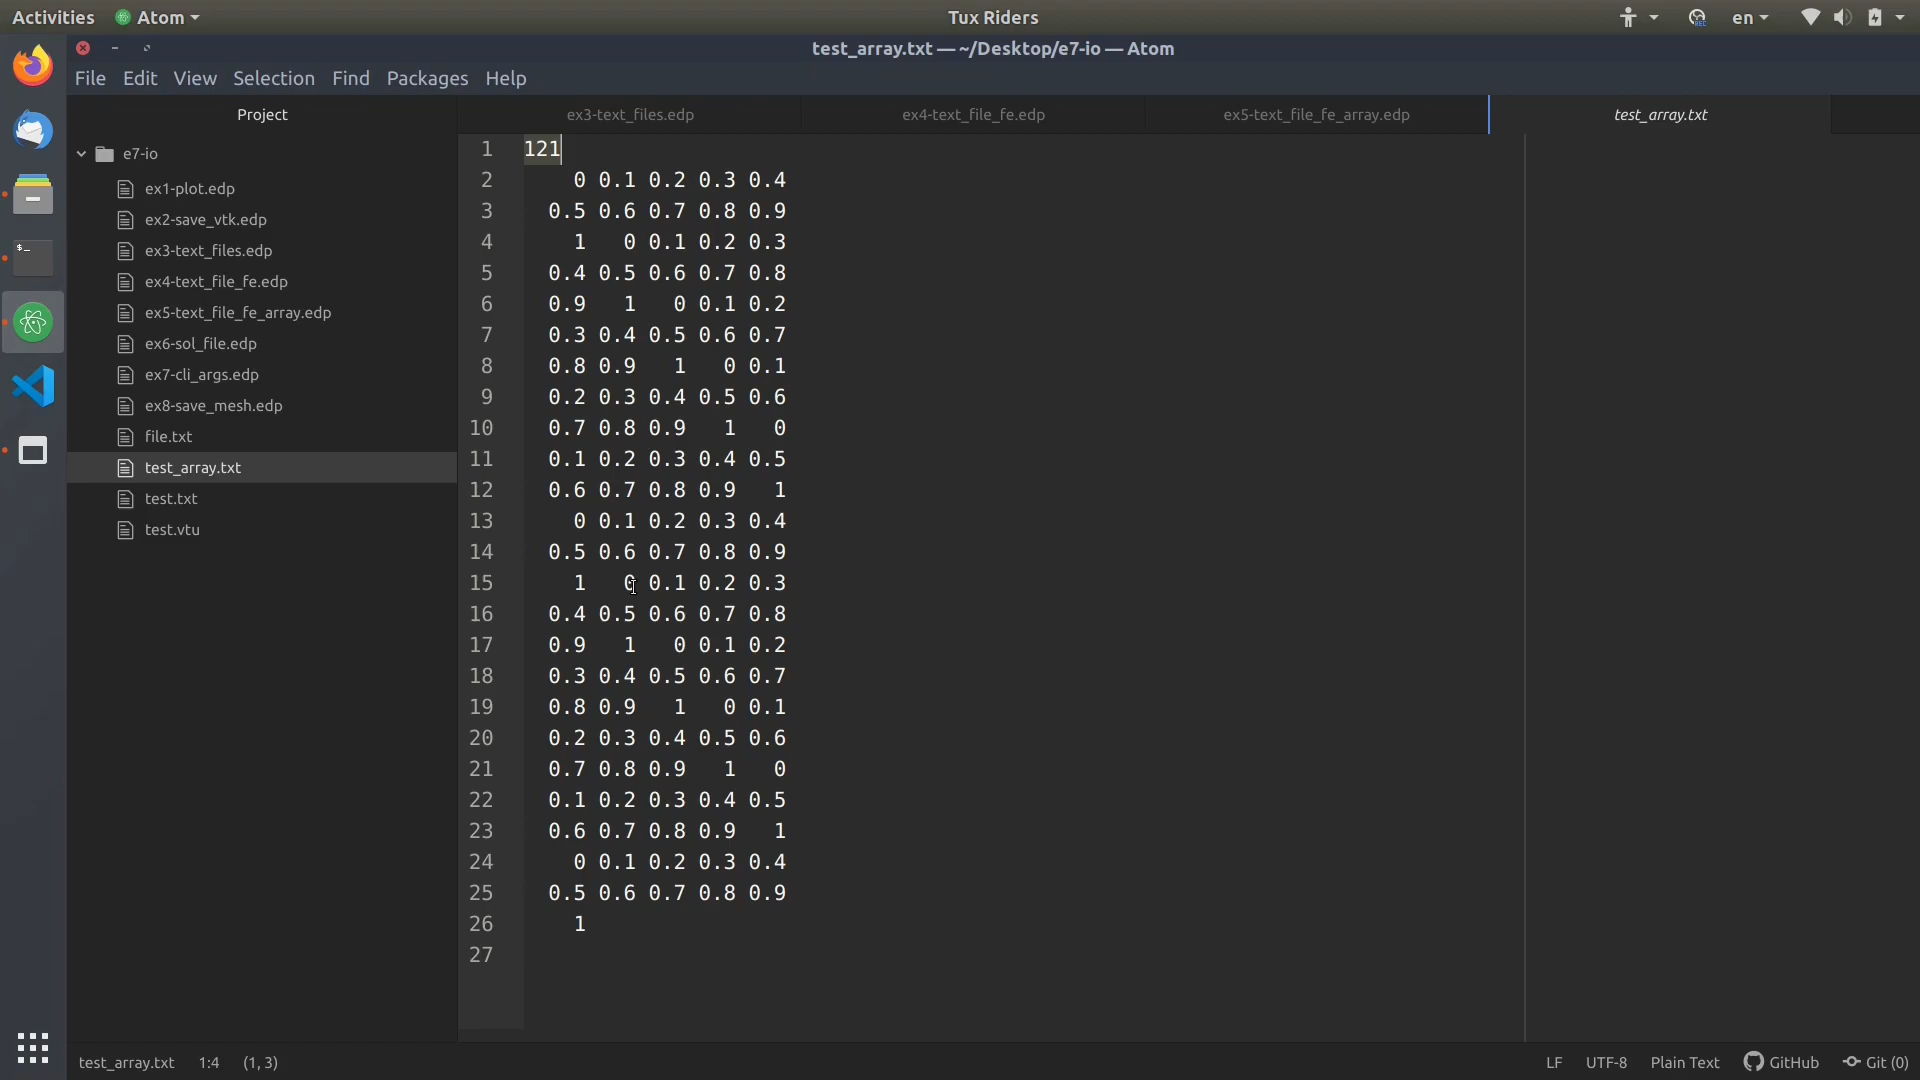 Activities Atom Tux Riders en
test_array.txt — ~/Desktop/e7-io — Atom
File Edit View Selection Find Packages Help
Project
ex3-text_files.edp ex4-text_file_fe.edp ex5-text_file_fe_array.edp test_array.txt
e7-io
ex1-plot.edp
ex2-save_vtk.edp
ex3-text_files.edp
ex4-text_file_fe.edp
ex5-text_file_fe_array.edp
ex6-sol_file.edp
ex7-cli_args.edp
ex8-save_mesh.edp
file.txt
test_array.txt
test.txt
test.vtu
1 121
2 0 0.1 0.2 0.3 0.4
3 0.5 0.6 0.7 0.8 0.9
4 1 0 0.1 0.2 0.3
5 0.4 0.5 0.6 0.7 0.8
6 0.9 1 0 0.1 0.2
7 0.3 0.4 0.5 0.6 0.7
8 0.8 0.9 1 0 0.1
9 0.2 0.3 0.4 0.5 0.6
10 0.7 0.8 0.9 1 0
11 0.1 0.2 0.3 0.4 0.5
12 0.6 0.7 0.8 0.9 1
13 0 0.1 0.2 0.3 0.4
14 0.5 0.6 0.7 0.8 0.9
15 1 0 0.1 0.2 0.3
16 0.4 0.5 0.6 0.7 0.8
17 0.9 1 0 0.1 0.2
18 0.3 0.4 0.5 0.6 0.7
19 0.8 0.9 1 0 0.1
20 0.2 0.3 0.4 0.5 0.6
21 0.7 0.8 0.9 1 0
22 0.1 0.2 0.3 0.4 0.5
23 0.6 0.7 0.8 0.9 1
24 0 0.1 0.2 0.3 0.4
25 0.5 0.6 0.7 0.8 0.9
26 1
27
test_array.txt 1:4 (1, 3) LF UTF-8 Plain Text GitHub Git (0)